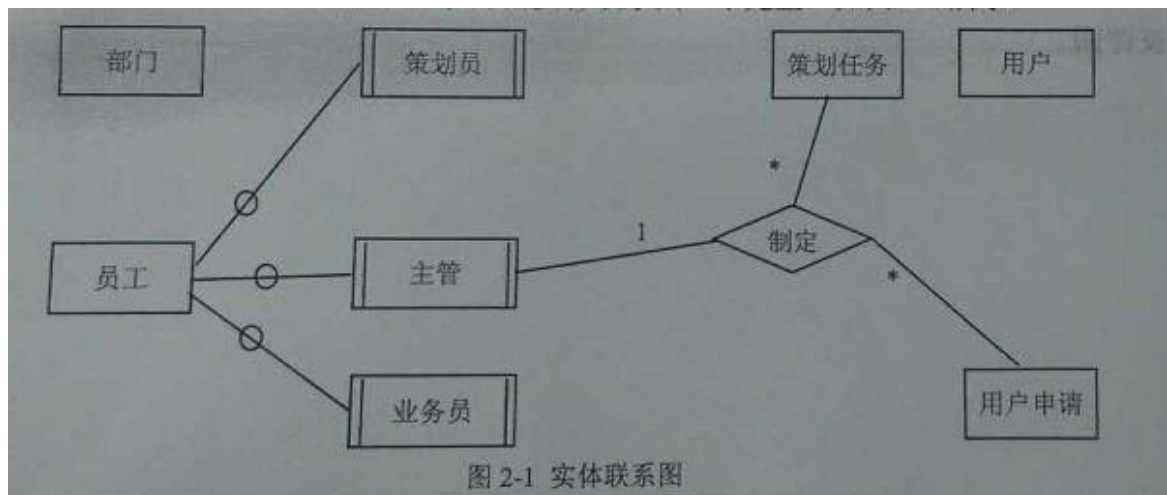 部门
策划员
策划任务
用户
*
1
制定
员工
主管
*
业务员
用户申请
图 2-1 实体联系图